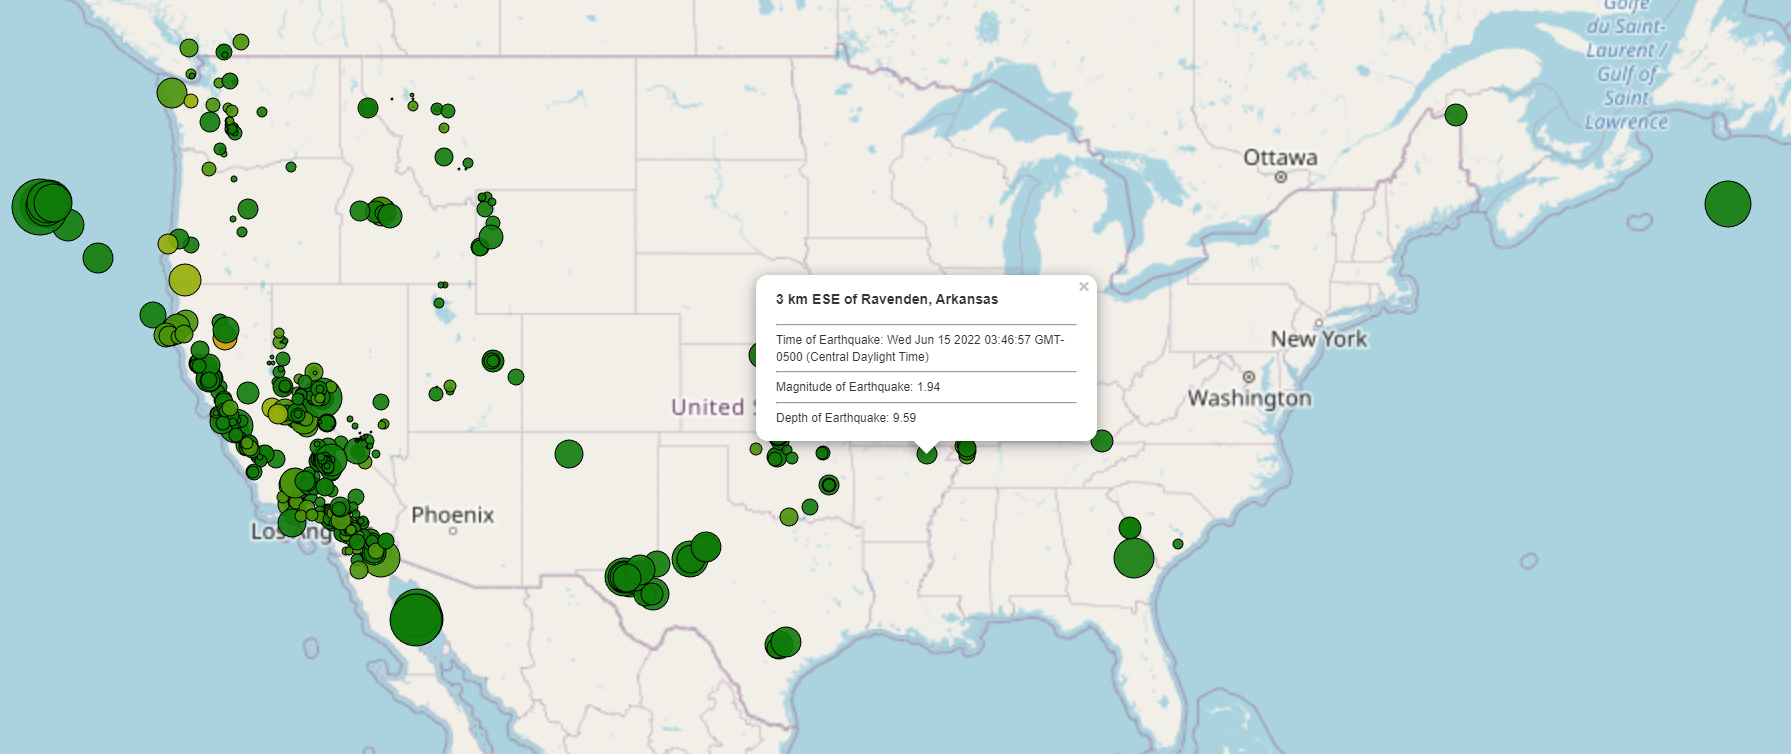 Golfe
du Saint-
Laurent /
Gulf of
Saint
Lawrence
Ottawa
3 km ESE of Ravenden, Arkansas
×
Time of Earthquake: Wed Jun 15 2022 03:46:57 GMT-
0500 (Central Daylight Time)
Magnitude of Earthquake: 1.94
Depth of Earthquake: 9.59
New York
Washington
United
Phoenix
Los Ang